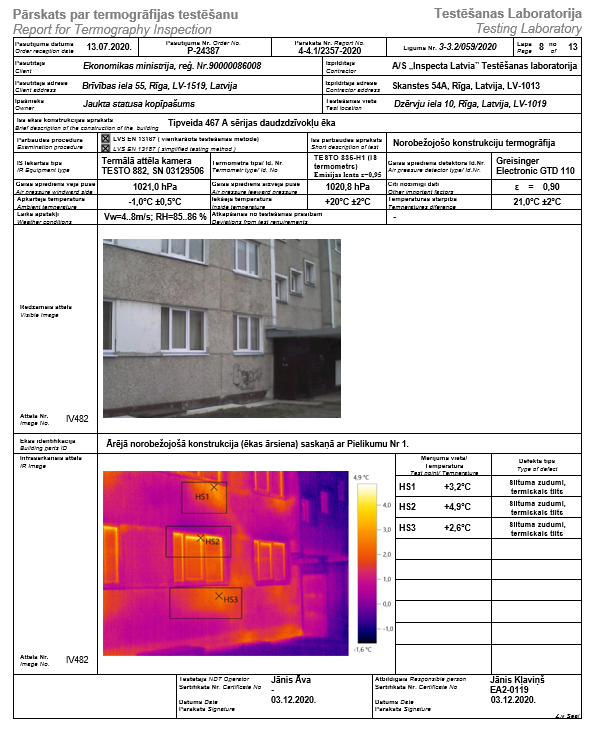 Pārskats par termogrāfijas testēšanu
Report for Termography Inspection
Testēšanas Laboratorija
Testing Laboratory
Pasūtījuma datums
Order reception date
13.07.2020.
Pasūtījuma Nr. Order No.
P-24387
Pārskata Nr. Report No.
4-4.1/2357-2020
Līguma Nr. 3-3.2/059/2020
Lapa 8 no 13
Page of
Pasūtītājs
Client
Ekonomikas ministrija, reģ. Nr.90000086008
Izpildītājs
Contractor
A/S „Inspecta Latvia” Testēšanas laboratorija
Pasūtītāja adrese
Client address
Brīvības iela 55, Rīga, LV-1519, Latvija
Izpildītāja adrese
Contractor address
Skanstes 54A, Rīga, Latvija, LV-1013
Īpašnieks
Owner
Jaukta statusa kopīpašums
Testēšanas vieta
Test location
Dzērvju iela 10, Rīga, Latvija, LV-1019
Īss ēkas konstrukcijas apraksts
Brief description of the construction of the building
Tipveida 467 A sērijas daudzdzīvokļu ēka
Pārbaudes procedūra
Examination procedure
LVS EN 13187 ( vienkāršota testēšanas metode)
LVS EN 13187 ( simplified testing method )
Īss pārbaudes apraksts
Short description of test
Norobežojošo konstrukciju termogrāfija
IS iekārtas tips
IR Equipment type
Termālā attēla kamera
TESTO 882, SN 03129506
Termometra tips/ Id. Nr.
Termometr type/ Id. No
TESTO 835-H1 (IS termometrs)
Emisijas konts ε=0,95
Gaisa spiediena detektors Id.Nr.
Air pressure detector type/ Id.Nr.
Greisinger
Electronic GTD 110
Gaisa spiediens vēja pusē
Air pressure windward side
1021,0 hPa
Gaisa spiediens aizvēja pusē
Air pressure leeward pressure
1020,8 hPa
Citi nozīmīgi dati
Other important factors
ε = 0,90
Apkārtēja temperatūra
Ambient temperature
-1,0°C ±0,5°C
Iekšēja temperatūra
Inside temperature
+20°C ±2°C
Temperatūras starpība
Temperatures diference
21,0°C ±2°C
Laika apstākļi
Weather conditions
Vw=4..8m/s; RH=85..86 %
Atkāpšanās no testēšanas prasībām
Deviations from test requirements
-
Redzamais attēls
Visible Image
Attēla Nr.
Image No.
IV482
Ēkas identifikācija
Building parts ID
Ārējā norobežojošā konstrukcija (ēkas ārsiena) saskaņā ar Pielikumu Nr 1.
Infrasarkanais attēls
IR Image
HS1
HS2
HS3
4,9 °C
4,0
3,0
2,0
1,0
0,0
-1,0
-1,6 °C
Mērījuma vieta/
Temperatūra
Test point/ Temperature
Defekta tips
Type of defect
HS1 +3,2°C Siltuma zudumi, termiskais tilts
HS2 +4,9°C Siltuma zudumi, termiskais tilts
HS3 +2,6°C Siltuma zudumi, termiskais tilts
Attēla Nr.
Image No.
IV482
Testētājs NDT Operator
Jānis Āva
Sertifikāta Nr. Certificate No
-
Datums Date
03.12.2020.
Paraksts Signature
Atbildīgais Responsible person
Jānis Kļaviņš
Sertifikāta Nr. Certificate No
EA2-0119
Datums Date
03.12.2020.
Paraksts Signature
Z.v Seal